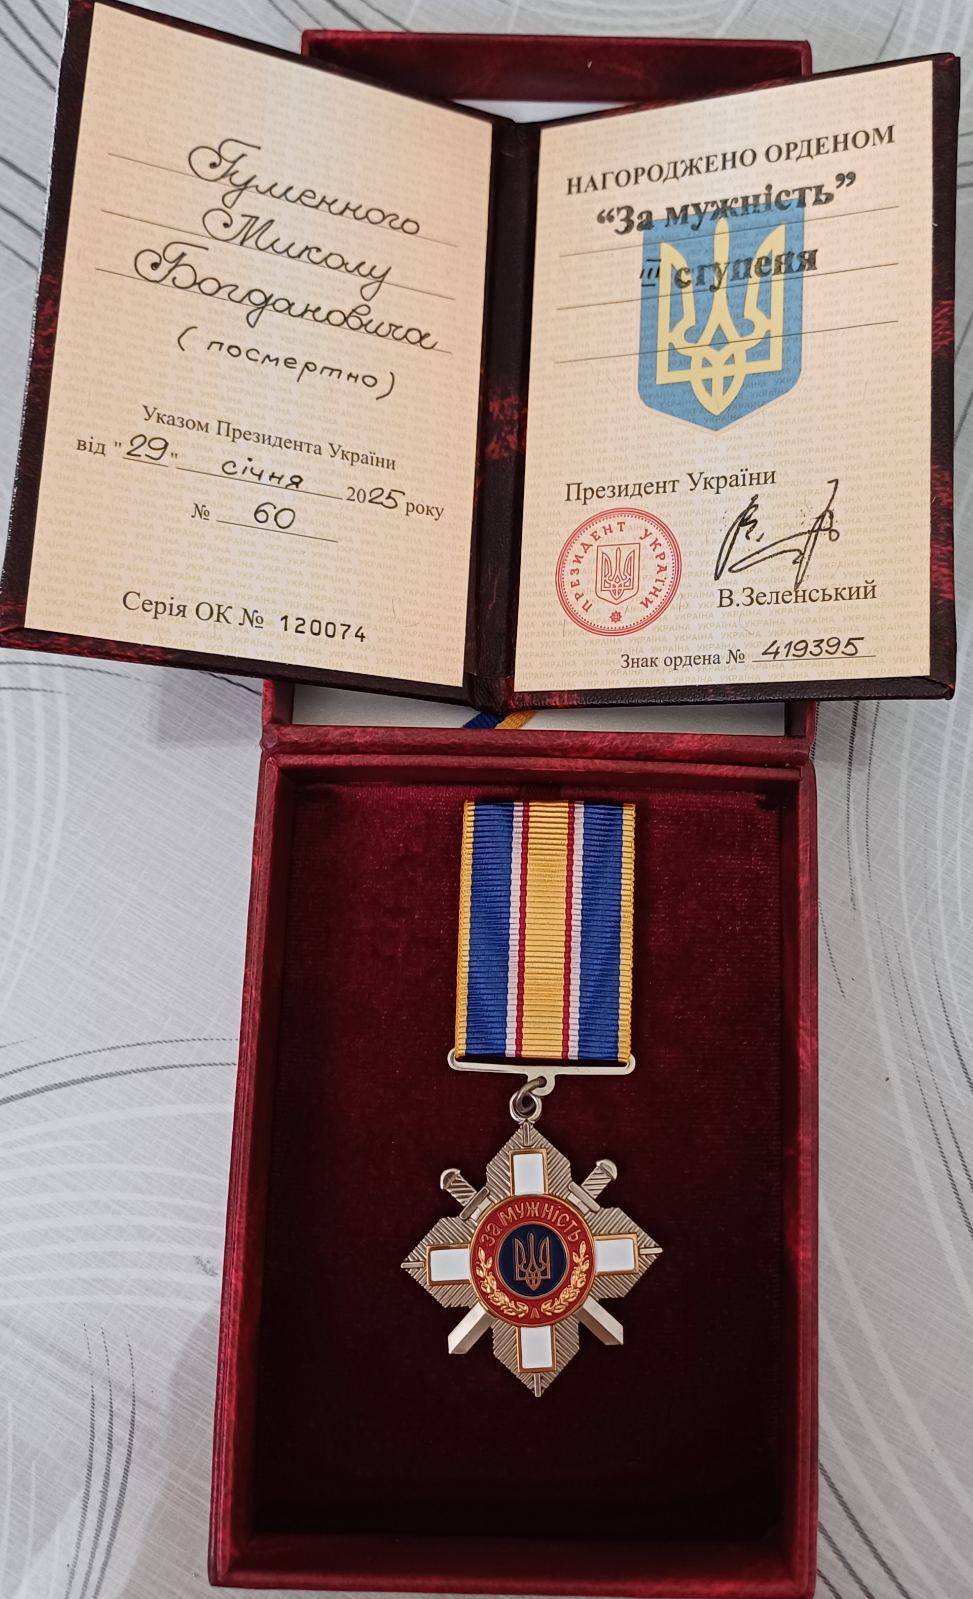 Гуменного
Миколу
Богдановича
(посмертно)
Указом Президента України
від "29" січня 2025 року
№ 60
Серія ОК № 120074
НАГОРОДЖЕНО ОРДЕНОМ
“За мужність”
III ступеня
Президент України
ПРЕЗИДЕНТ УКРАЇНИ
В.Зеленський
Знак ордена № 419395
ЗА МУЖНІСТЬ